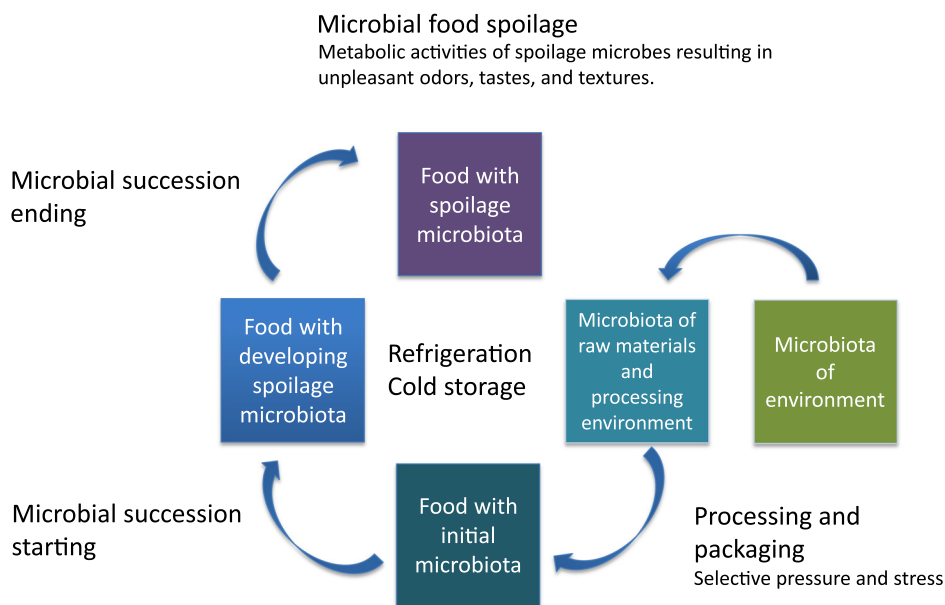 Microbial food spoilage
Metabolic activities of spoilage microbes resulting in
unpleasant odors, tastes, and textures.
Microbial succession
ending
Food with
spoilage
microbiota
Food with
developing
spoilage
microbiota
Refrigeration
Cold storage
Microbiota of
raw materials
and
processing
environment
Microbiota
of
environment
Microbial succession
starting
Food with
initial
microbiota
Processing and
packaging
Selective pressure and stress